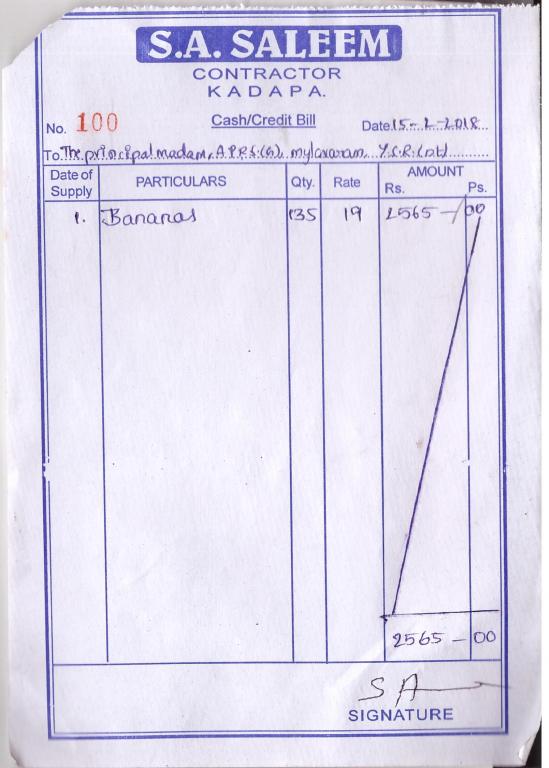 S.A. SALEEM
CONTRACTOR
KADAPA.
No. 100 Cash/Credit Bill Date 15-2-2018
To. The principal madam, A.P.R.S.(G), mylavaram, Y.S.R.(Dt)
Date of Supply PARTICULARS Qty. Rate AMOUNT Rs. Ps.
1. Bananas 135 19 2565-/00
2565-00
SA
SIGNATURE